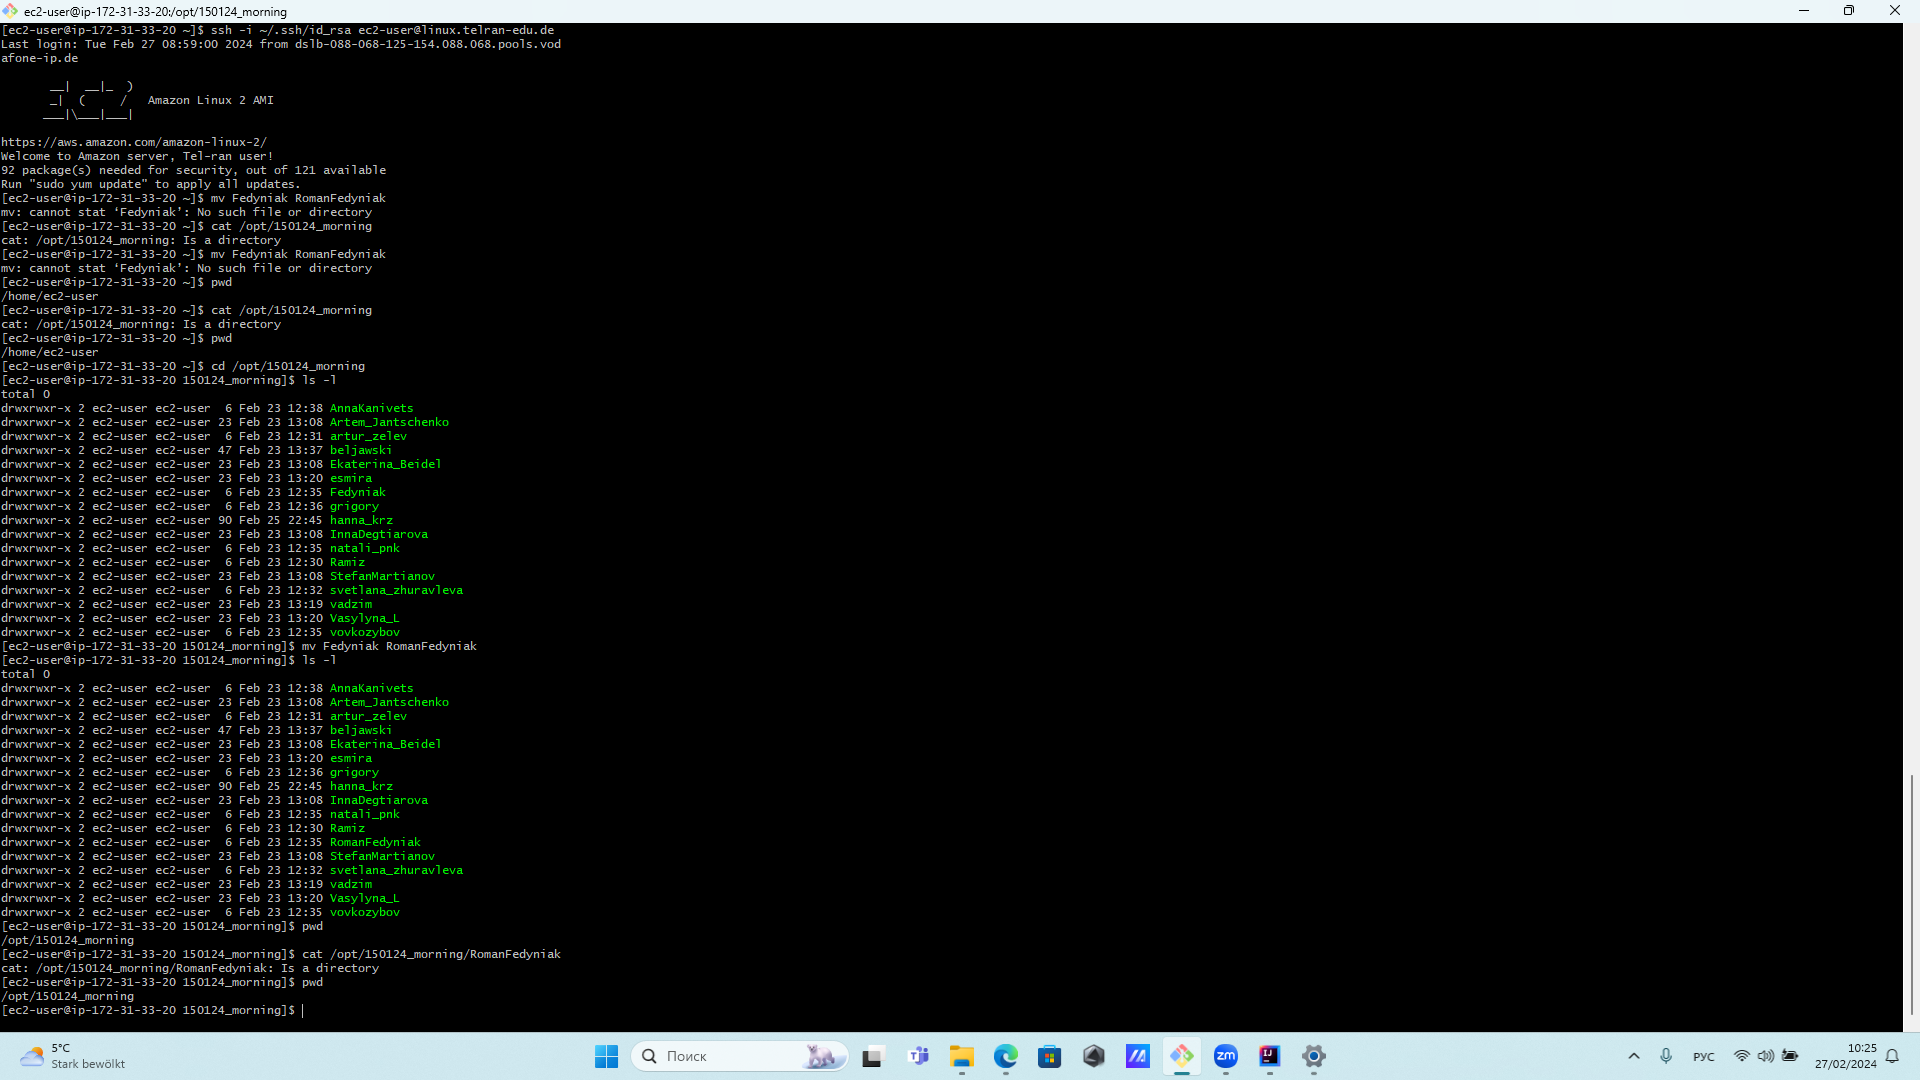 ec2-user@ip-172-31-33-20:/opt/150124_morning
[ec2-user@ip-172-31-33-20 ~]$ ssh -i ~/.ssh/id_rsa ec2-user@linux.telran-edu.de
Last login: Tue Feb 27 08:59:00 2024 from dslb-088-068-125-154.088.068.pools.vod
afone-ip.de
       __|  __|_  )
       _|  (     /   Amazon Linux 2 AMI
      ___|\___|___|
https://aws.amazon.com/amazon-linux-2/
Welcome to Amazon server, Tel-ran user!
92 package(s) needed for security, out of 121 available
Run "sudo yum update" to apply all updates.
[ec2-user@ip-172-31-33-20 ~]$ mv Fedyniak RomanFedyniak
mv: cannot stat ‘Fedyniak’: No such file or directory
[ec2-user@ip-172-31-33-20 ~]$ cat /opt/150124_morning
cat: /opt/150124_morning: Is a directory
[ec2-user@ip-172-31-33-20 ~]$ mv Fedyniak RomanFedyniak
mv: cannot stat ‘Fedyniak’: No such file or directory
[ec2-user@ip-172-31-33-20 ~]$ pwd
/home/ec2-user
[ec2-user@ip-172-31-33-20 ~]$ cat /opt/150124_morning
cat: /opt/150124_morning: Is a directory
[ec2-user@ip-172-31-33-20 ~]$ pwd
/home/ec2-user
[ec2-user@ip-172-31-33-20 ~]$ cd /opt/150124_morning
[ec2-user@ip-172-31-33-20 150124_morning]$ ls -l
total 0
drwxrwxr-x 2 ec2-user ec2-user  6 Feb 23 12:38 AnnaKanivets
drwxrwxr-x 2 ec2-user ec2-user 23 Feb 23 13:08 Artem_Jantschenko
drwxrwxr-x 2 ec2-user ec2-user  6 Feb 23 12:31 artur_zelev
drwxrwxr-x 2 ec2-user ec2-user 47 Feb 23 13:37 beljawski
drwxrwxr-x 2 ec2-user ec2-user 23 Feb 23 13:08 Ekaterina_Beidel
drwxrwxr-x 2 ec2-user ec2-user 23 Feb 23 13:20 esmira
drwxrwxr-x 2 ec2-user ec2-user  6 Feb 23 12:35 Fedyniak
drwxrwxr-x 2 ec2-user ec2-user  6 Feb 23 12:36 grigory
drwxrwxr-x 2 ec2-user ec2-user 90 Feb 25 22:45 hanna_krz
drwxrwxr-x 2 ec2-user ec2-user 23 Feb 23 13:08 InnaDegtiarova
drwxrwxr-x 2 ec2-user ec2-user  6 Feb 23 12:35 natali_pnk
drwxrwxr-x 2 ec2-user ec2-user  6 Feb 23 12:30 Ramiz
drwxrwxr-x 2 ec2-user ec2-user 23 Feb 23 13:08 StefanMartianov
drwxrwxr-x 2 ec2-user ec2-user  6 Feb 23 12:32 svetlana_zhuravleva
drwxrwxr-x 2 ec2-user ec2-user 23 Feb 23 13:19 vadzim
drwxrwxr-x 2 ec2-user ec2-user 23 Feb 23 13:20 Vasylyna_L
drwxrwxr-x 2 ec2-user ec2-user  6 Feb 23 12:35 vovkozybov
[ec2-user@ip-172-31-33-20 150124_morning]$ mv Fedyniak RomanFedyniak
[ec2-user@ip-172-31-33-20 150124_morning]$ ls -l
total 0
drwxrwxr-x 2 ec2-user ec2-user  6 Feb 23 12:38 AnnaKanivets
drwxrwxr-x 2 ec2-user ec2-user 23 Feb 23 13:08 Artem_Jantschenko
drwxrwxr-x 2 ec2-user ec2-user  6 Feb 23 12:31 artur_zelev
drwxrwxr-x 2 ec2-user ec2-user 47 Feb 23 13:37 beljawski
drwxrwxr-x 2 ec2-user ec2-user 23 Feb 23 13:08 Ekaterina_Beidel
drwxrwxr-x 2 ec2-user ec2-user 23 Feb 23 13:20 esmira
drwxrwxr-x 2 ec2-user ec2-user  6 Feb 23 12:36 grigory
drwxrwxr-x 2 ec2-user ec2-user 90 Feb 25 22:45 hanna_krz
drwxrwxr-x 2 ec2-user ec2-user 23 Feb 23 13:08 InnaDegtiarova
drwxrwxr-x 2 ec2-user ec2-user  6 Feb 23 12:35 natali_pnk
drwxrwxr-x 2 ec2-user ec2-user  6 Feb 23 12:30 Ramiz
drwxrwxr-x 2 ec2-user ec2-user  6 Feb 23 12:35 RomanFedyniak
drwxrwxr-x 2 ec2-user ec2-user 23 Feb 23 13:08 StefanMartianov
drwxrwxr-x 2 ec2-user ec2-user  6 Feb 23 12:32 svetlana_zhuravleva
drwxrwxr-x 2 ec2-user ec2-user 23 Feb 23 13:19 vadzim
drwxrwxr-x 2 ec2-user ec2-user 23 Feb 23 13:20 Vasylyna_L
drwxrwxr-x 2 ec2-user ec2-user  6 Feb 23 12:35 vovkozybov
[ec2-user@ip-172-31-33-20 150124_morning]$ pwd
/opt/150124_morning
[ec2-user@ip-172-31-33-20 150124_morning]$ cat /opt/150124_morning/RomanFedyniak
cat: /opt/150124_morning/RomanFedyniak: Is a directory
[ec2-user@ip-172-31-33-20 150124_morning]$ pwd
/opt/150124_morning
[ec2-user@ip-172-31-33-20 150124_morning]$
5°C
Stark bewölkt
Поиск
zm
IJ
РУС
10:25
27/02/2024